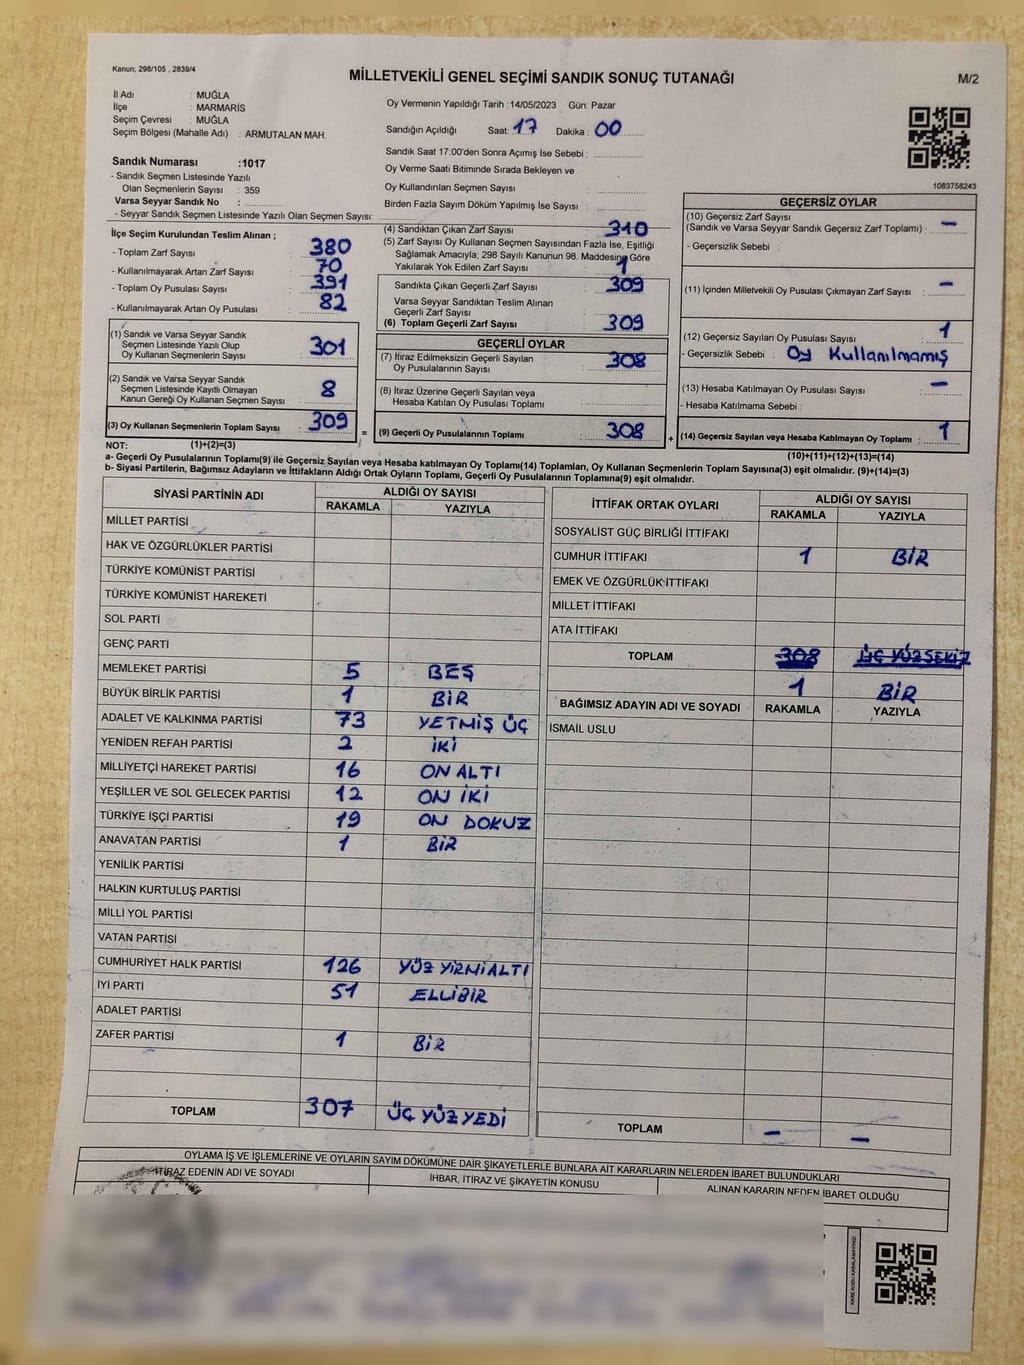 Kanun; 298/105 , 2839/4
MİLLETVEKİLİ GENEL SEÇİMİ SANDIK SONUÇ TUTANAĞI
M/2
İl Adı : MUĞLA
İlçe : MARMARİS
Seçim Çevresi : MUĞLA
Seçim Bölgesi (Mahalle Adı) : ARMUTALAN MAH.
Sandık Numarası :1017
- Sandık Seçmen Listesinde Yazılı
Olan Seçmenlerin Sayısı : 359
Varsa Seyyar Sandık No :
- Seyyar Sandık Seçmen Listesinde Yazılı Olan Seçmen Sayısı:
Oy Vermenin Yapıldığı Tarih :14/05/2023 Gün: Pazar
Sandığın Açıldığı Saat: 17 Dakika: 00
Sandık Saat 17:00'den Sonra Açımış İse Sebebi :
Oy Verme Saati Bitiminde Sırada Bekleyen ve
Oy Kullandırılan Seçmen Sayısı :
Birden Fazla Sayım Döküm Yapılmış İse Sayısı :
1083758243
İlçe Seçim Kurulundan Teslim Alınan ;
- Toplam Zarf Sayısı : 380
- Kullanılmayarak Artan Zarf Sayısı : 70
- Toplam Oy Pusulası Sayısı : 391
- Kullanılmayarak Artan Oy Pusulası : 82
(1) Sandık ve Varsa Seyyar Sandık
Seçmen Listesinde Yazılı Olup
Oy Kullanan Seçmenlerin Sayısı : 301
(2) Sandık ve Varsa Seyyar Sandık
Seçmen Listesinde Kayıtlı Olmayan
Kanun Gereği Oy Kullanan Seçmen Sayısı : 8
(3) Oy Kullanan Seçmenlerin Toplam Sayısı : 309
(4) Sandıktan Çıkan Zarf Sayısı : 310
(5) Zarf Sayısı Oy Kullanan Seçmen Sayısından Fazla İse, Eşitliği
Sağlamak Amacıyla; 298 Sayılı Kanunun 98. Maddesine Göre
Yakılarak Yok Edilen Zarf Sayısı : 1
Sandıkta Çıkan Geçerli Zarf Sayısı : 309
Varsa Seyyar Sandıktan Teslim Alınan
Geçerli Zarf Sayısı :
(6) Toplam Geçerli Zarf Sayısı : 309
GEÇERLİ OYLAR
(7) İtiraz Edilmeksizin Geçerli Sayılan
Oy Pusulalarının Sayısı : 308
(8) İtiraz Üzerine Geçerli Sayılan veya
Hesaba Katılan Oy Pusulası Toplamı :
= (9) Geçerli Oy Pusulalarının Toplamı : 308
GEÇERSİZ OYLAR
(10) Geçersiz Zarf Sayısı
(Sandık ve Varsa Seyyar Sandık Geçersiz Zarf Toplamı) : -
- Geçersizlik Sebebi :
(11) İçinden Milletvekili Oy Pusulası Çıkmayan Zarf Sayısı : -
(12) Geçersiz Sayılan Oy Pusulası Sayısı : 1
- Geçersizlik Sebebi : Oy Kullanılmamış
(13) Hesaba Katılmayan Oy Pusulası Sayısı : -
- Hesaba Katılmama Sebebi :
+ (14) Geçersiz Sayılan veya Hesaba Katılmayan Oy Toplamı : 1
NOT: (1)+(2)=(3)
(10)+(11)+(12)+(13)=(14)
a- Geçerli Oy Pusulaları Toplamı(9) ile Geçersiz Sayılan veya Hesaba katılmayan Oy Toplamı(14) Toplamları, Oy Kullanan Seçmenlerin Toplam Sayısına(3) eşit olmalıdır. (9)+(14)=(3)
b- Siyasi Partilerin, Bağımsız Adayların ve İttifakların Aldığı Ortak Oyların Toplamı, Geçerli Oy Pusulalarının Toplamına(9) eşit olmalıdır.
SİYASİ PARTİNİN ADI
ALDIĞI OY SAYISI
RAKAMLA YAZIYLA
MİLLET PARTİSİ
HAK VE ÖZGÜRLÜKLER PARTİSİ
TÜRKİYE KOMÜNİST PARTİSİ
TÜRKİYE KOMÜNİST HAREKETİ
SOL PARTİ
GENÇ PARTİ
MEMLEKET PARTİSİ 5 BEŞ
BÜYÜK BİRLİK PARTİSİ 1 BİR
ADALET VE KALKINMA PARTİSİ 73 YETMİŞ ÜÇ
YENİDEN REFAH PARTİSİ 2 İKİ
MİLLİYETÇİ HAREKET PARTİSİ 16 ON ALTI
YEŞİLLER VE SOL GELECEK PARTİSİ 12 ON İKİ
TÜRKİYE İŞÇİ PARTİSİ 19 ON DOKUZ
ANAVATAN PARTİSİ 1 BİR
YENİLİK PARTİSİ
HALKIN KURTULUŞ PARTİSİ
MİLLİ YOL PARTİSİ
VATAN PARTİSİ
CUMHURİYET HALK PARTİSİ 126 YÜZ YİRMİALTI
İYİ PARTİ 51 ELLİBİR
ADALET PARTİSİ
ZAFER PARTİSİ 1 BİR
TOPLAM 307 ÜÇ YÜZ YEDİ
İTTİFAK ORTAK OYLARI
ALDIĞI OY SAYISI
RAKAMLA YAZIYLA
SOSYALİST GÜÇ BİRLİĞİ İTTİFAKI
CUMHUR İTTİFAKI 1 BİR
EMEK VE ÖZGÜRLÜK İTTİFAKI
MİLLET İTTİFAKI
ATA İTTİFAKI
TOPLAM 308 ÜÇ YÜZSEKİZ
1 BİR
BAĞIMSIZ ADAYIN ADI VE SOYADI RAKAMLA YAZIYLA
İSMAİL USLU
TOPLAM - -
OYLAMA İŞ VE İŞLEMLERİNE VE OYLARIN SAYIM DÖKÜMÜNE DAİR ŞİKAYETLERLE BUNLARA AİT KARARLARIN NELERDEN İBARET BULUNDUKLARI
İTİRAZ EDENİN ADI VE SOYADI
İHBAR, İTİRAZ VE ŞİKAYETİN KONUSU
ALINAN KARARIN NEDEN İBARET OLDUĞU
KARE KODU KARALAMAYINIZ!